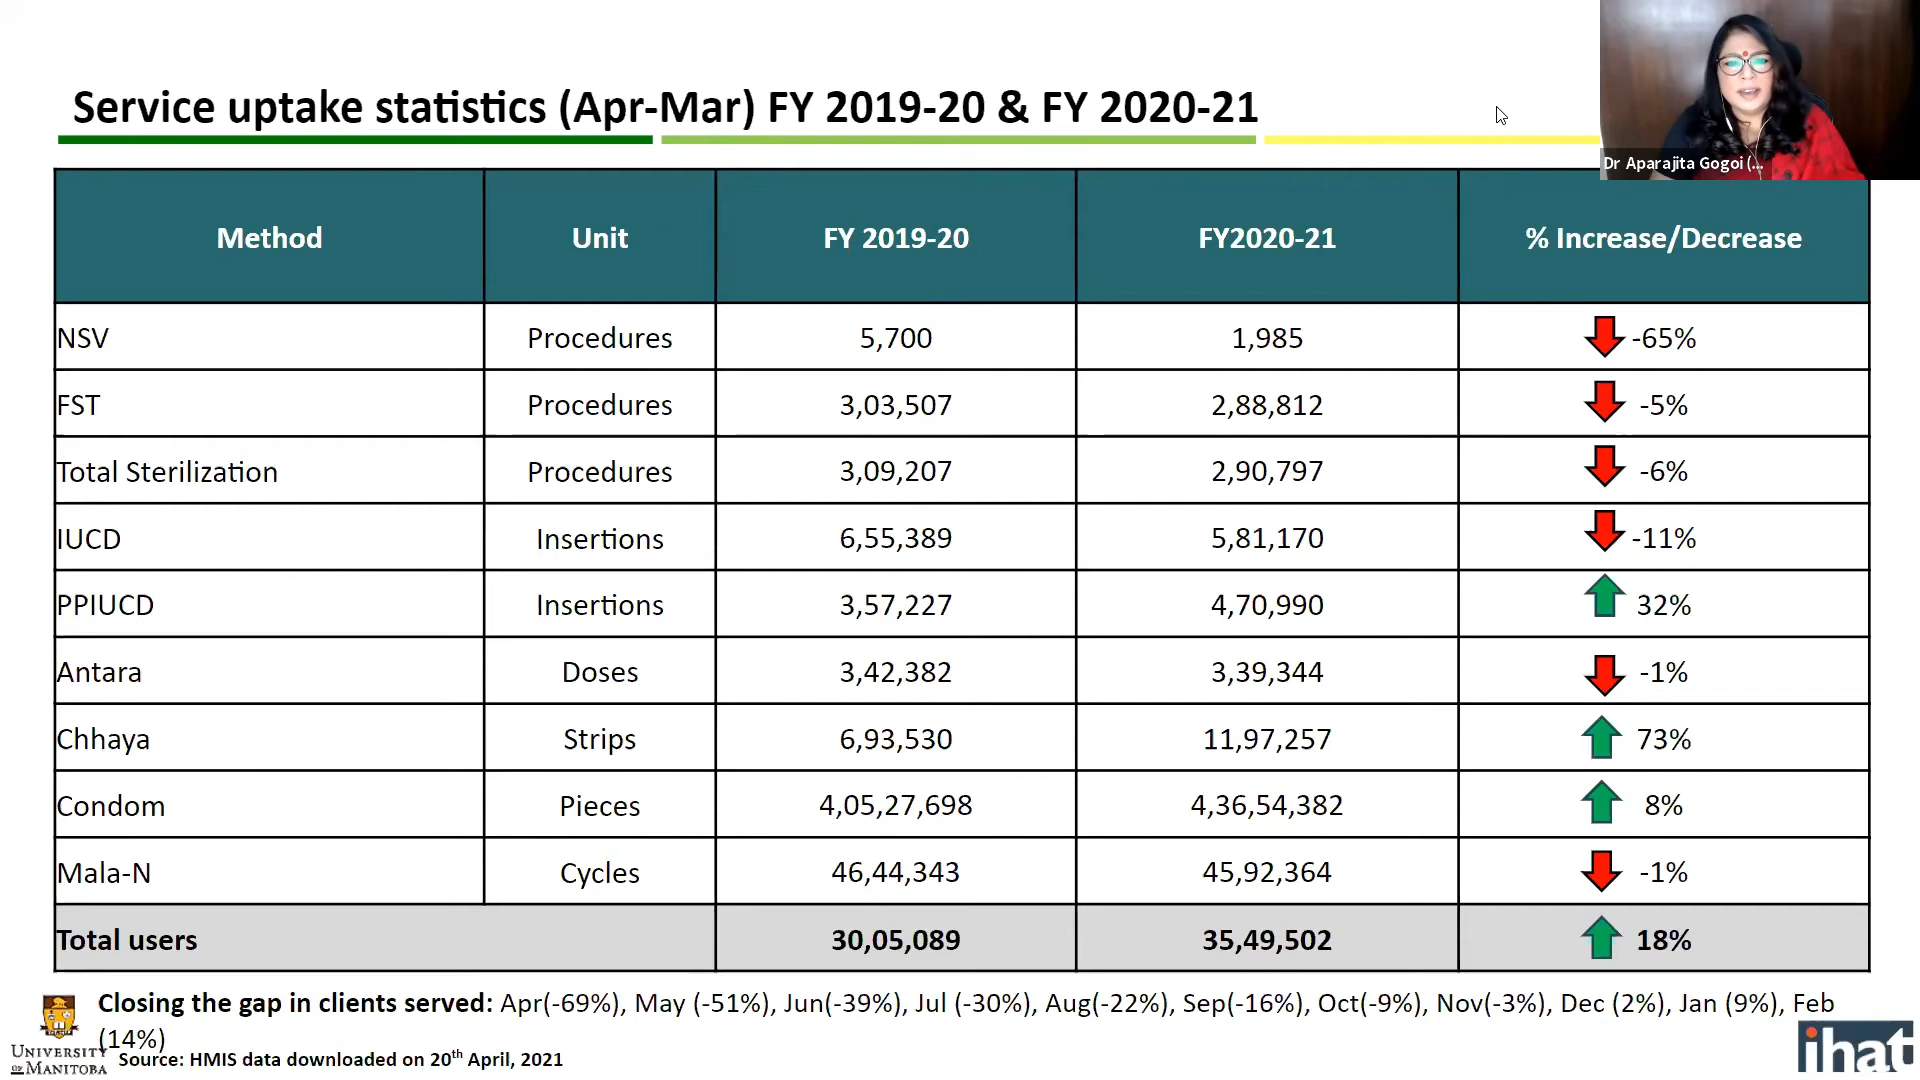 Service uptake statistics (Apr-Mar) FY 2019-20 & FY 2020-21
Dr Aparajita Gogoi (...
Method Unit FY 2019-20 FY2020-21 % Increase/Decrease
NSV Procedures 5,700 1,985 -65%
FST Procedures 3,03,507 2,88,812 -5%
Total Sterilization Procedures 3,09,207 2,90,797 -6%
IUCD Insertions 6,55,389 5,81,170 -11%
PPIUCD Insertions 3,57,227 4,70,990 32%
Antara Doses 3,42,382 3,39,344 -1%
Chhaya Strips 6,93,530 11,97,257 73%
Condom Pieces 4,05,27,698 4,36,54,382 8%
Mala-N Cycles 46,44,343 45,92,364 -1%
Total users 30,05,089 35,49,502 18%
Closing the gap in clients served: Apr(-69%), May (-51%), Jun(-39%), Jul (-30%), Aug(-22%), Sep(-16%), Oct(-9%), Nov(-3%), Dec (2%), Jan (9%), Feb
(14%)
Source: HMIS data downloaded on 20th April, 2021
UNIVERSITY
OF MANITOBA
ihat